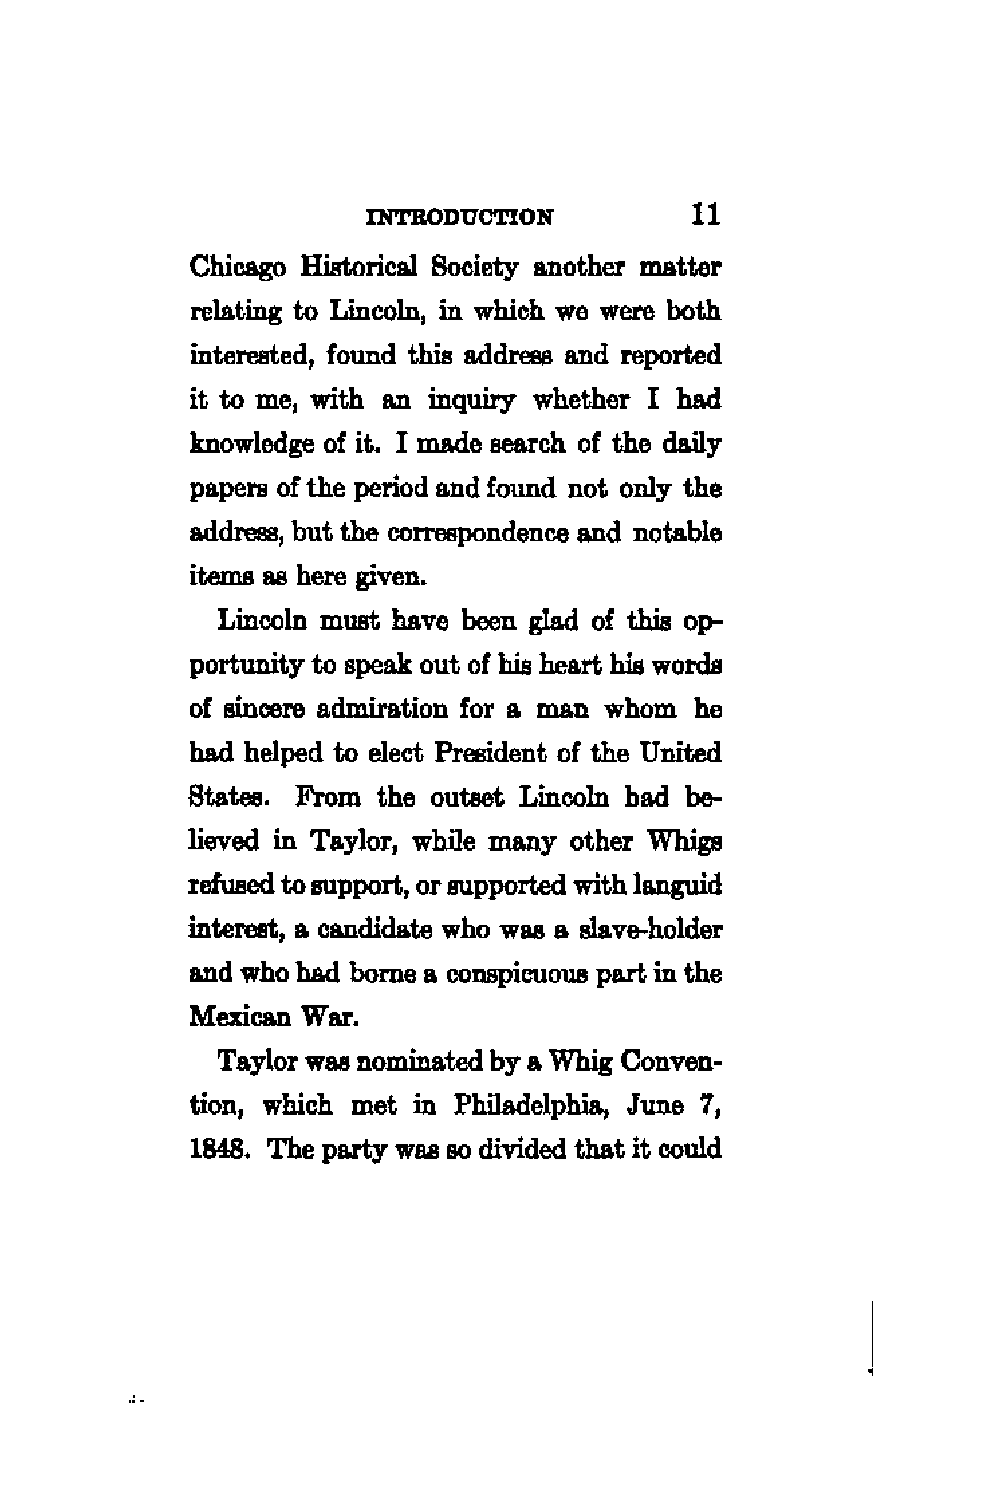 INTRODUCTION 11
Chicago Historical Society another matter
relating to Lincoln, in which we were both
interested, found this address and reported
it to me, with an inquiry whether I had
knowledge of it. I made search of the daily
papers of the period and found not only the
address, but the correspondence and notable
items as here given.
Lincoln must have been glad of this op-
portunity to speak out of his heart his words
of sincere admiration for a man whom he
had helped to elect President of the United
States. From the outset Lincoln had be-
lieved in Taylor, while many other Whigs
refused to support, or supported with languid
interest, a candidate who was a slave-holder
and who had borne a conspicuous part in the
Mexican War.
Taylor was nominated by a Whig Conven-
tion, which met in Philadelphia, June 7,
1848. The party was so divided that it could